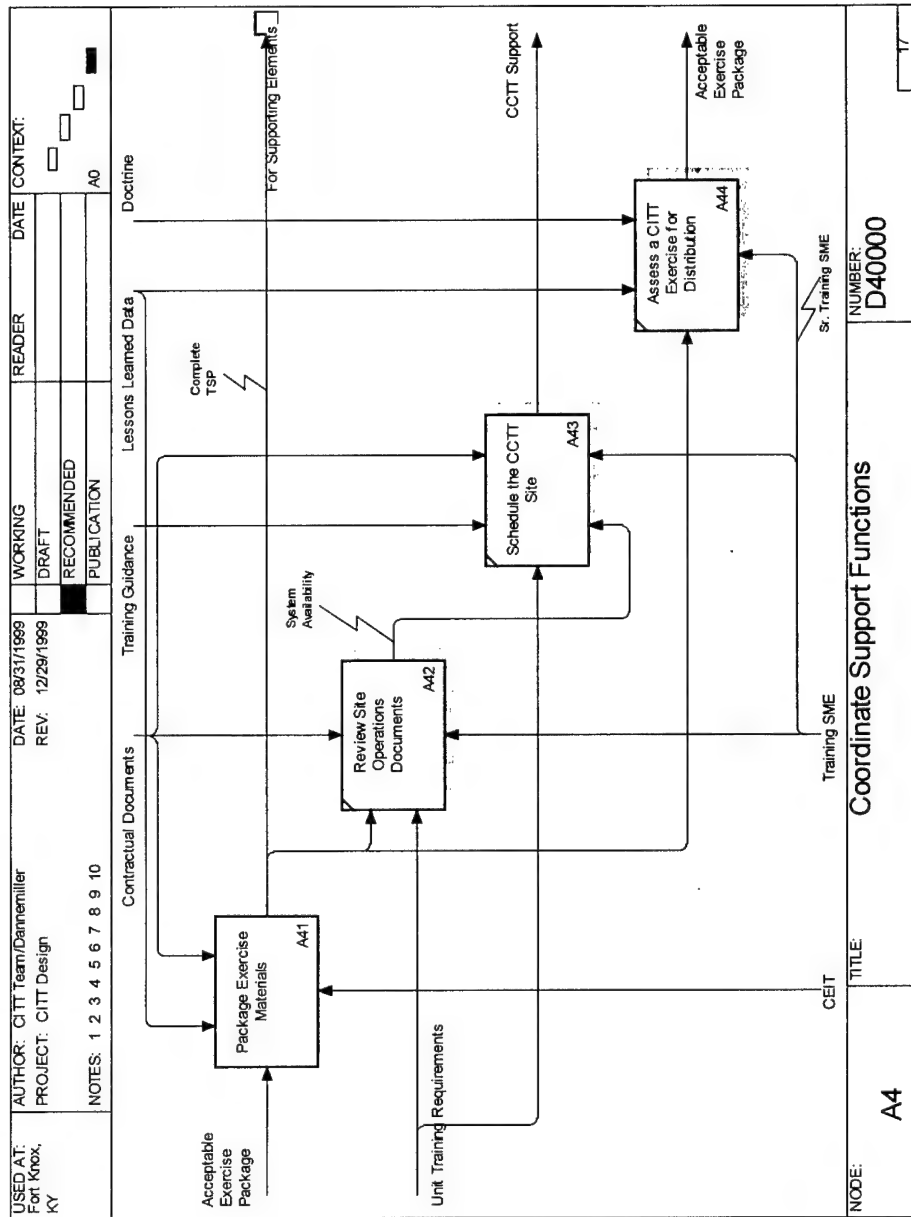 USED AT:
Fort Knox,
KY
AUTHOR: CITT Team/Dannemiller
PROJECT: CITT Design
NOTES: 1 2 3 4 5 6 7 8 9 10
DATE: 08/31/1999
REV: 12/29/1999
WORKING
DRAFT
RECOMMENDED
PUBLICATION
READER
DATE
CONTEXT:
A0
Contractual Documents
Training Guidance
Lessons Learned Data
Doctrine
Acceptable
Exercise
Package
Package Exercise
Materials
A41
Complete
TSP
For Supporting Elements
Unit Training Requirements
Review Site
Operations
Documents
A42
System
Availability
Schedule the CCTT
Site
A43
CCTT Support
Assess a CITT
Exercise for
Distribution
A44
Acceptable
Exercise
Package
CEIT
Training SME
Sr. Training SME
NODE:
A4
TITLE:
Coordinate Support Functions
NUMBER:
D40000
17